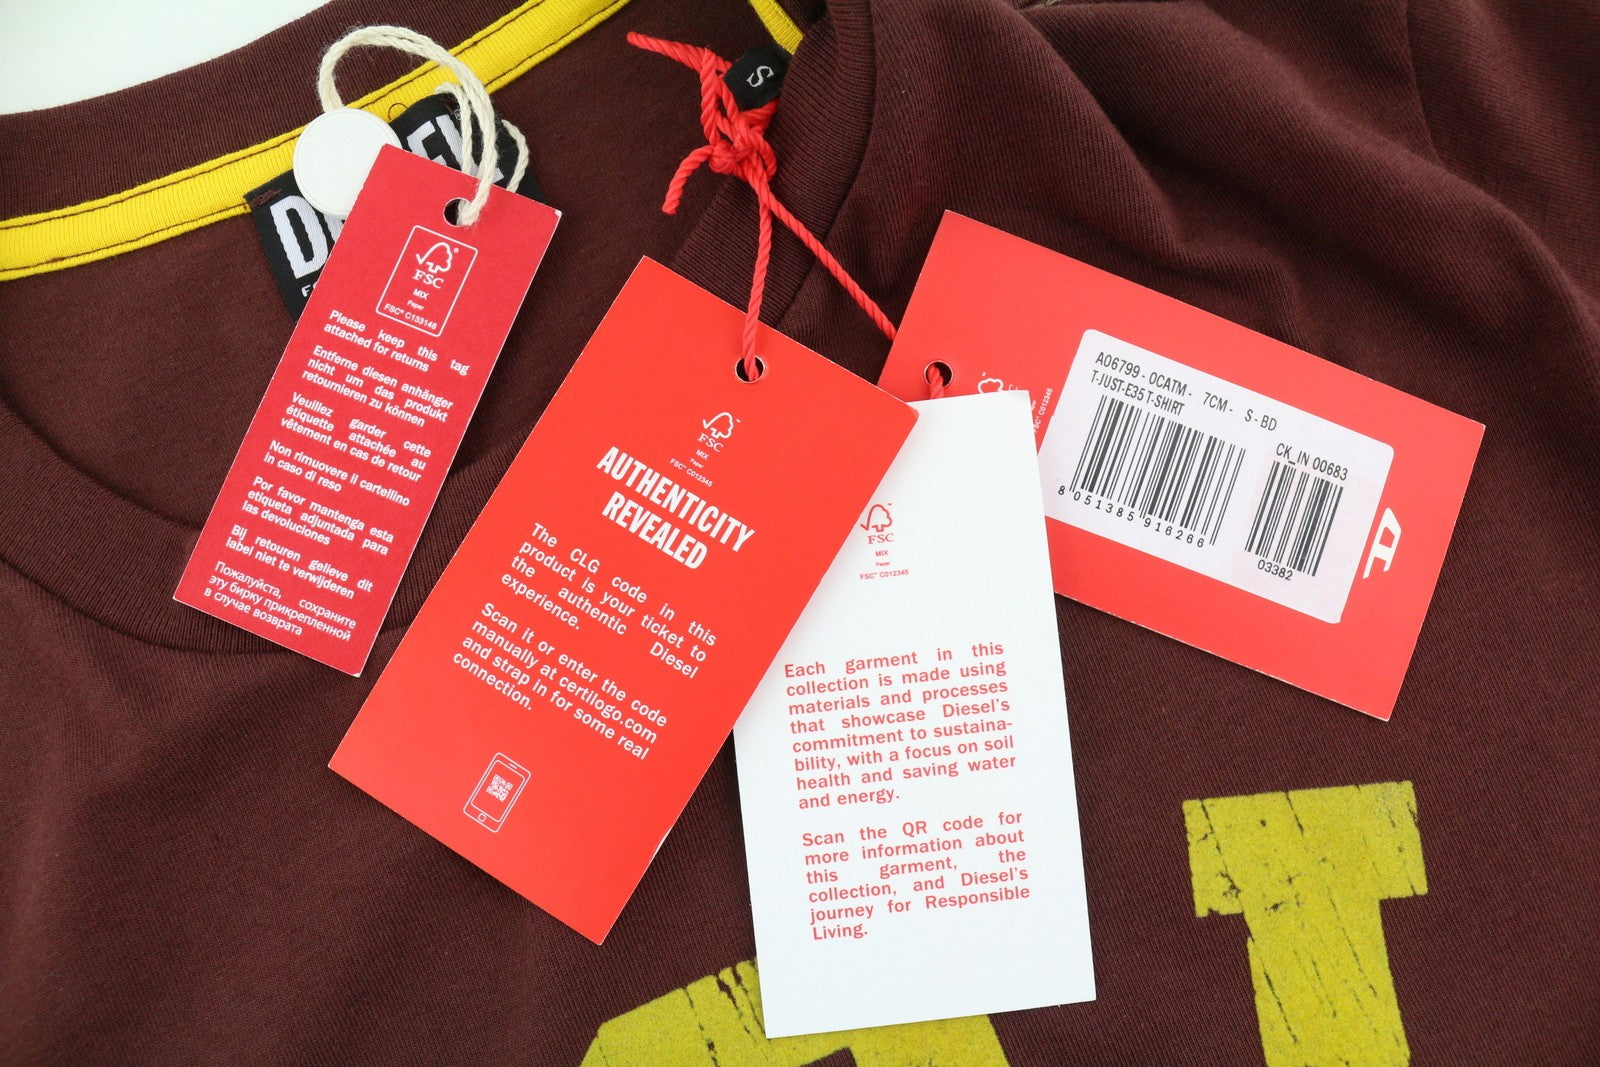 S
FSC
MIX
Paper
FSC® C133148
Please keep this tag
attached for returns
Entferne diesen anhänger
nicht um das produkt
retournieren zu können
Veuillez garder cette
étiquette attachée au
vêtement en cas de retour
Non rimuovere il cartellino
in caso di reso
Por favor mantenga esta
etiqueta adjuntada para
las devoluciones
Bij retouren gelieve dit
label niet te verwijderen
Пожалуйста, сохраните
эту бирку прикрепленной
в случае возврата
FSC
MIX
Paper
FSC™ C012345
AUTHENTICITY
REVEALED
The CLG code in this
product is your ticket to
the authentic Diesel
experience.
Scan it or enter the code
manually at certilogo.com
and strap in for some real
connection.
FSC
MIX
Paper
FSC™ C012345
Each garment in this
collection is made using
materials and processes
that showcase Diesel's
commitment to sustaina-
bility, with a focus on soil
health and saving water
and energy.
Scan the QR code for
more information about
this garment, the
collection, and Diesel's
journey for Responsible
Living.
A06799 - 0CATM - 7CM - S - BD
T-JUST-E35 T-SHIRT
CK_IN 00683
8 051385 916266
03382
D